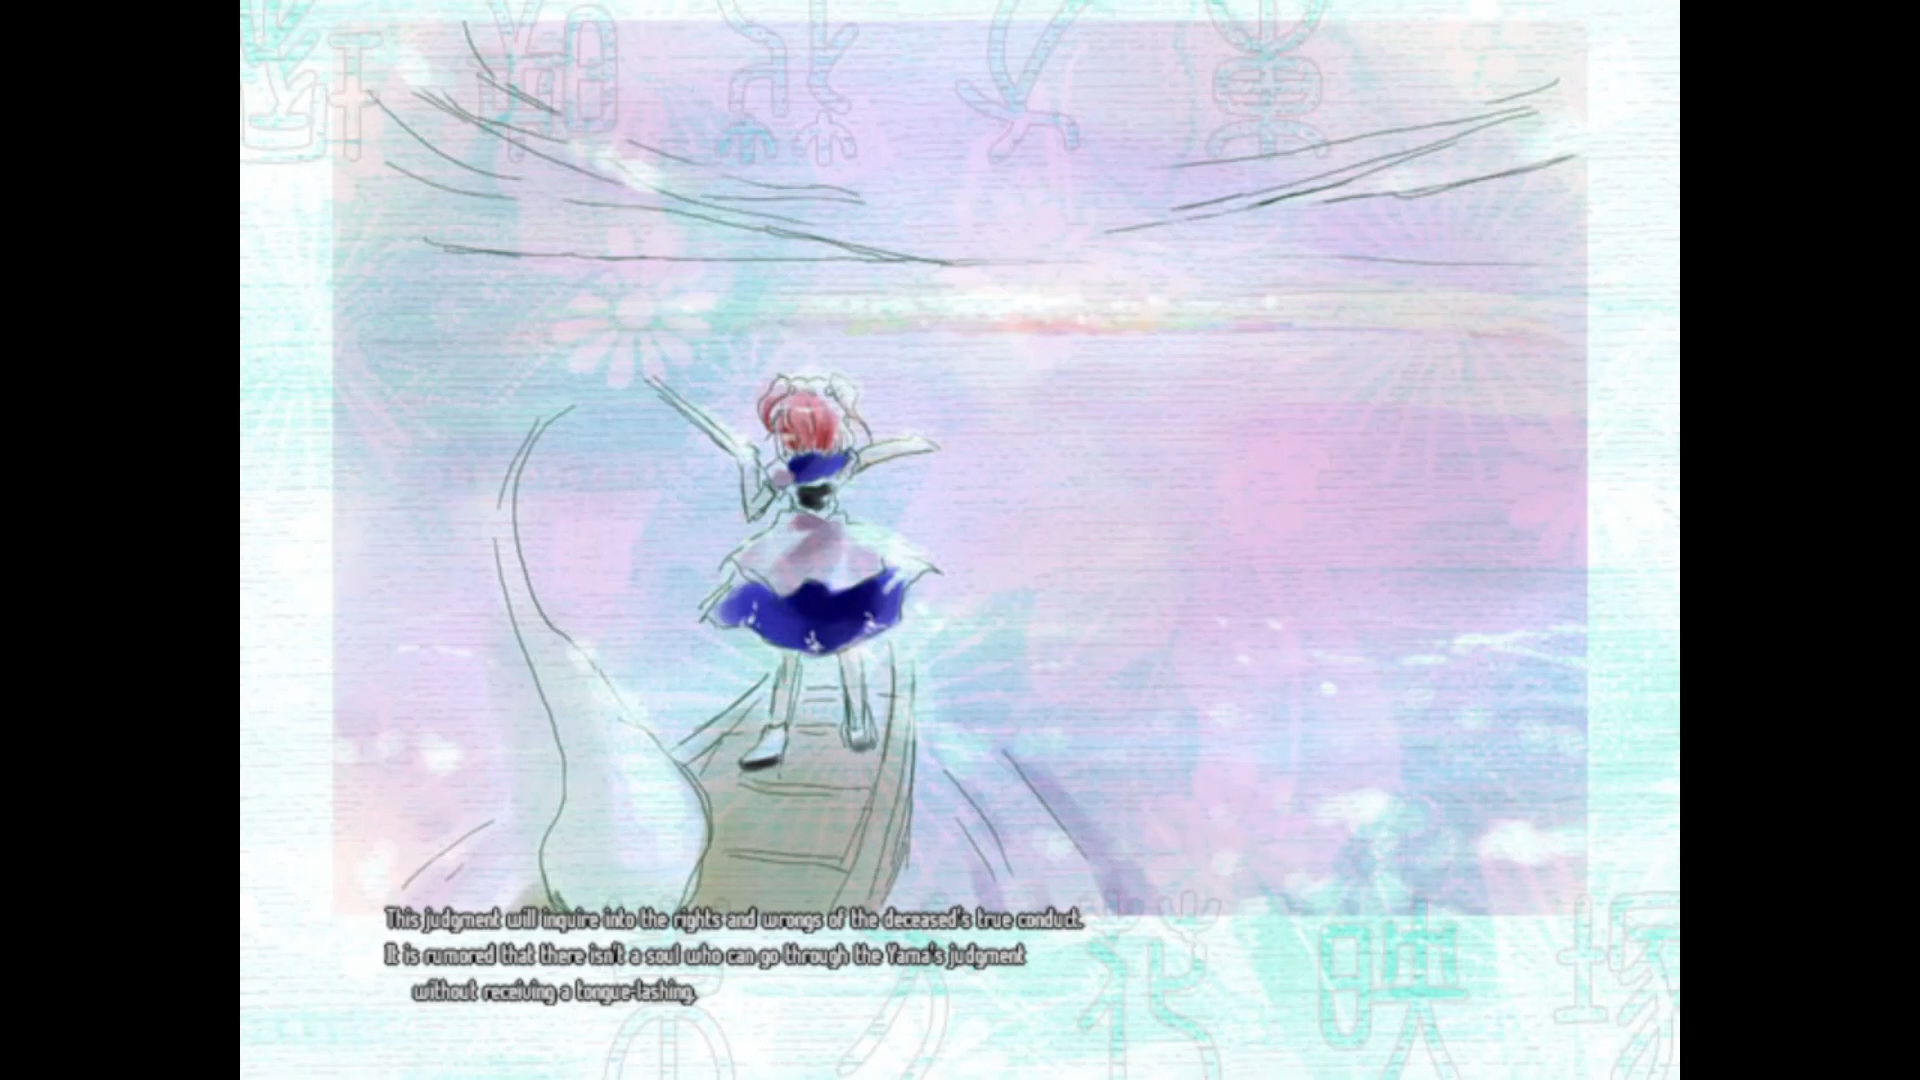 This judgment will inquire into the rights and wrongs of the deceased's true conduct.
It is rumored that there isn't a soul who can go through the Yama's judgment
without receiving a tongue-lashing.